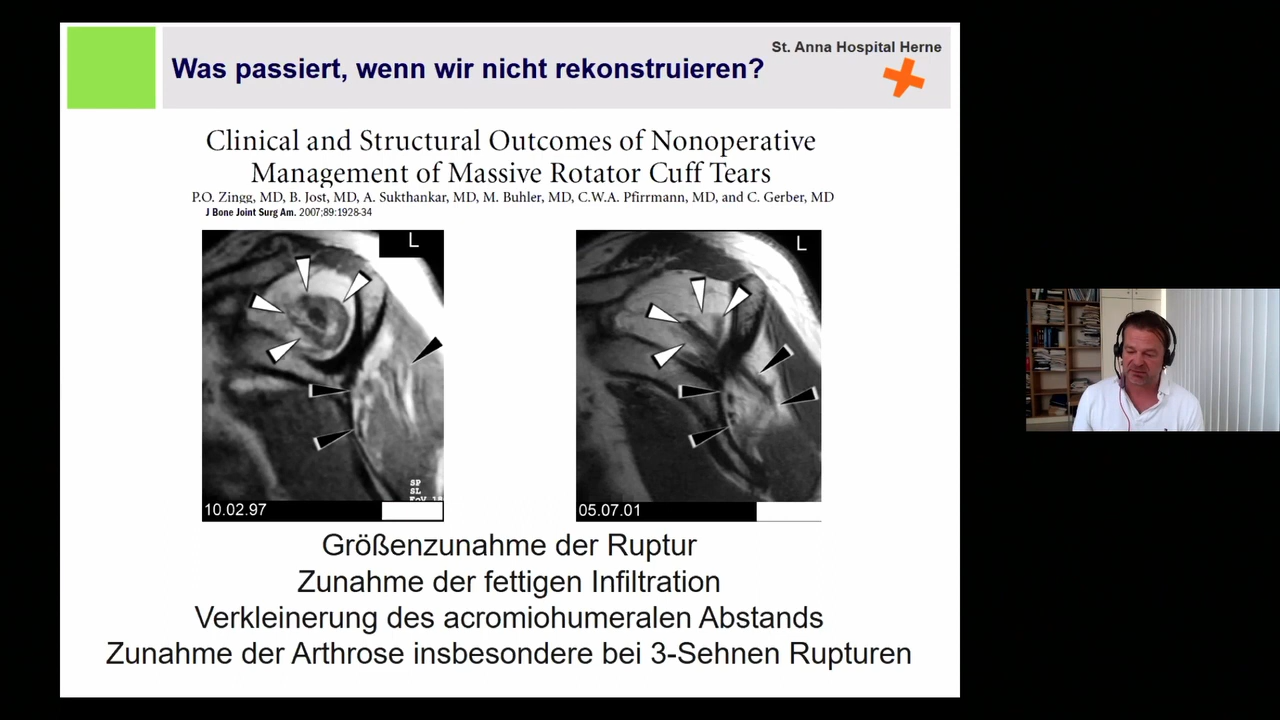 Was passiert, wenn wir nicht rekonstruieren?
St. Anna Hospital Herne
Clinical and Structural Outcomes of Nonoperative
Management of Massive Rotator Cuff Tears
P.O. Zingg, MD, B. Jost, MD, A. Sukthankar, MD, M. Buhler, MD, C.W.A. Pfirrmann, MD, and C. Gerber, MD
J Bone Joint Surg Am. 2007;89:1928-34
L
L
SP
SL
10.02.97
05.07.01
Größenzunahme der Ruptur
Zunahme der fettigen Infiltration
Verkleinerung des acromiohumeralen Abstands
Zunahme der Arthrose insbesondere bei 3-Sehnen Rupturen